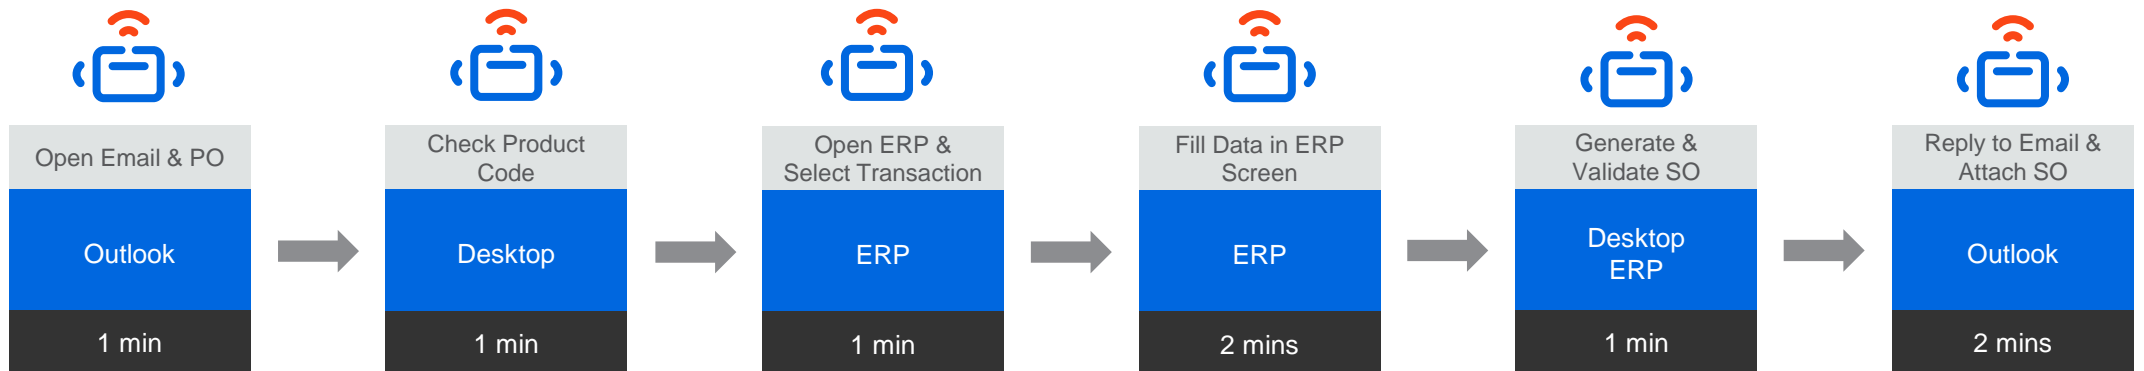 Open Email & PO
Outlook
1 min
Check Product
Code
Desktop
1 min
Open ERP &
Select Transaction
ERP
1 min
Fill Data in ERP
Screen
ERP
2 mins
Generate &
Validate SO
Desktop
ERP
1 min
Reply to Email &
Attach SO
Outlook
2 mins